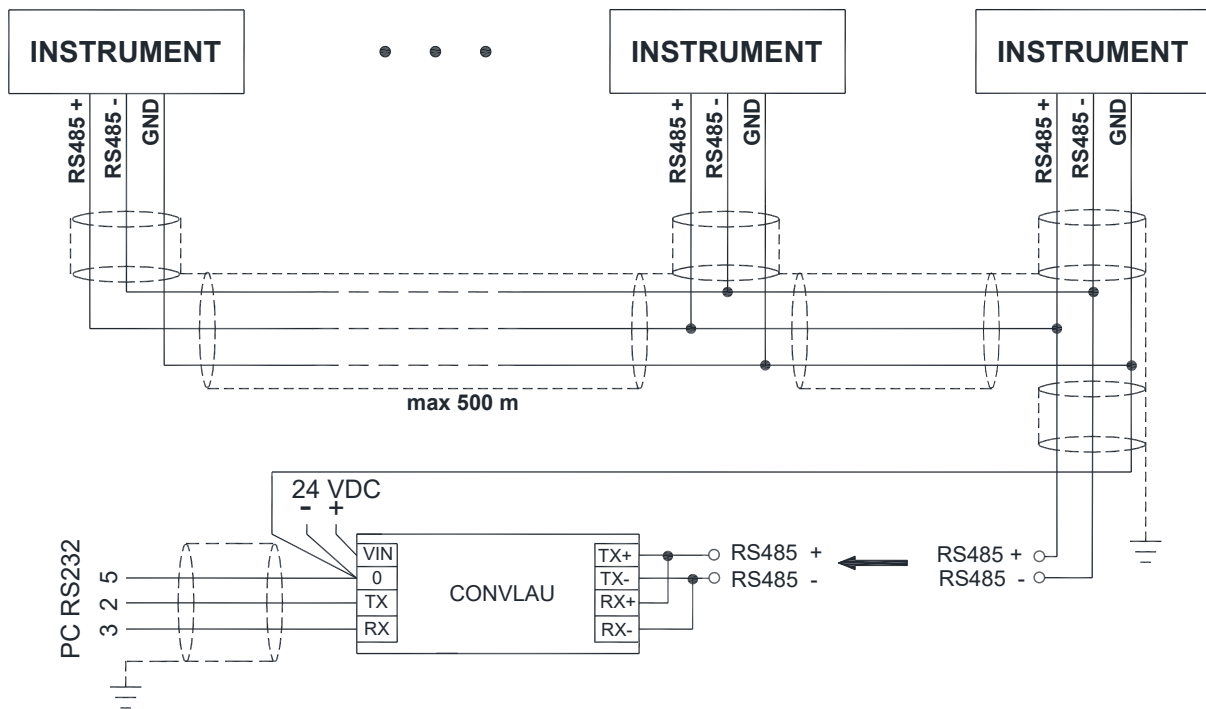 INSTRUMENT
INSTRUMENT
INSTRUMENT
RS485 +
RS485 -
GND
RS485 +
RS485 -
GND
RS485 +
RS485 -
GND
max 500 m
24 VDC
- +
PC RS232
5
2
3
VIN
0
TX
RX
CONVLAU
TX+
TX-
RX+
RX-
RS485 +
RS485 -
RS485 +
RS485 -